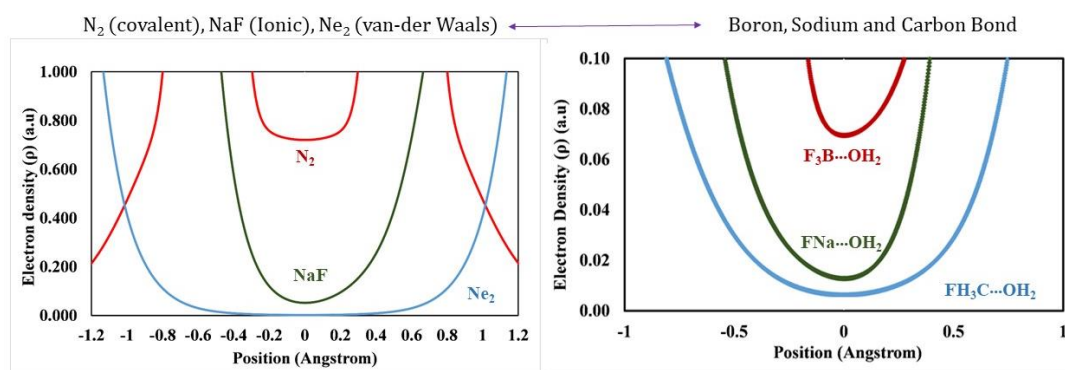 N₂ (covalent), NaF (Ionic), Ne₂ (van-der Waals)
Boron, Sodium and Carbon Bond
Electron density (ρ) (a.u)
1.000
0.800
0.600
0.400
0.200
0.000
N₂
NaF
Ne₂
-1.2 -1 -0.8 -0.6 -0.4 -0.2 0 0.2 0.4 0.6 0.8 1 1.2
Position (Angstrom)
Electron Density (ρ) (a.u)
0.10
0.08
0.06
0.04
0.02
0.00
F₃B···OH₂
FNa···OH₂
FH₃C···OH₂
-1 -0.5 0 0.5 1
Position (Angstrom)